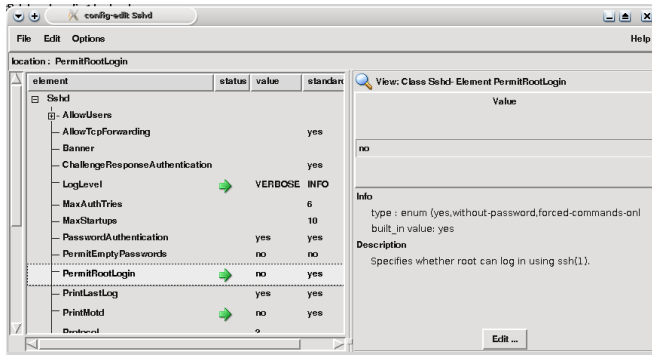 config-edit Sshd
File Edit Options Help
location : PermitRootLogin
element status value standard
Sshd
AllowUsers
AllowTcpForwarding yes
Banner
ChallengeResponseAuthentication yes
LogLevel VERBOSE INFO
MaxAuthTries 6
MaxStartups 10
PasswordAuthentication yes yes
PermitEmptyPasswords no no
PermitRootLogin no yes
PrintLastLog yes yes
PrintMotd no yes
Protocol 2
View: Class Sshd- Element PermitRootLogin
Value
no
Info
type : enum (yes,without-password,forced-commands-onl
built_in value: yes
Description
Specifies whether root can log in using ssh(1).
Edit ...